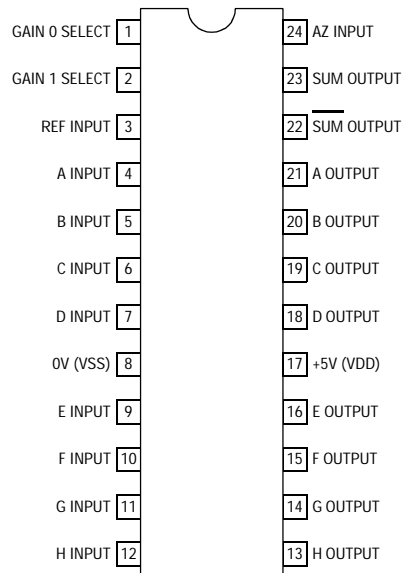 GAIN 0 SELECT 1 24 AZ INPUT
GAIN 1 SELECT 2 23 SUM OUTPUT
REF INPUT 3 22 SUM OUTPUT
A INPUT 4 21 A OUTPUT
B INPUT 5 20 B OUTPUT
C INPUT 6 19 C OUTPUT
D INPUT 7 18 D OUTPUT
0V (VSS) 8 17 +5V (VDD)
E INPUT 9 16 E OUTPUT
F INPUT 10 15 F OUTPUT
G INPUT 11 14 G OUTPUT
H INPUT 12 13 H OUTPUT